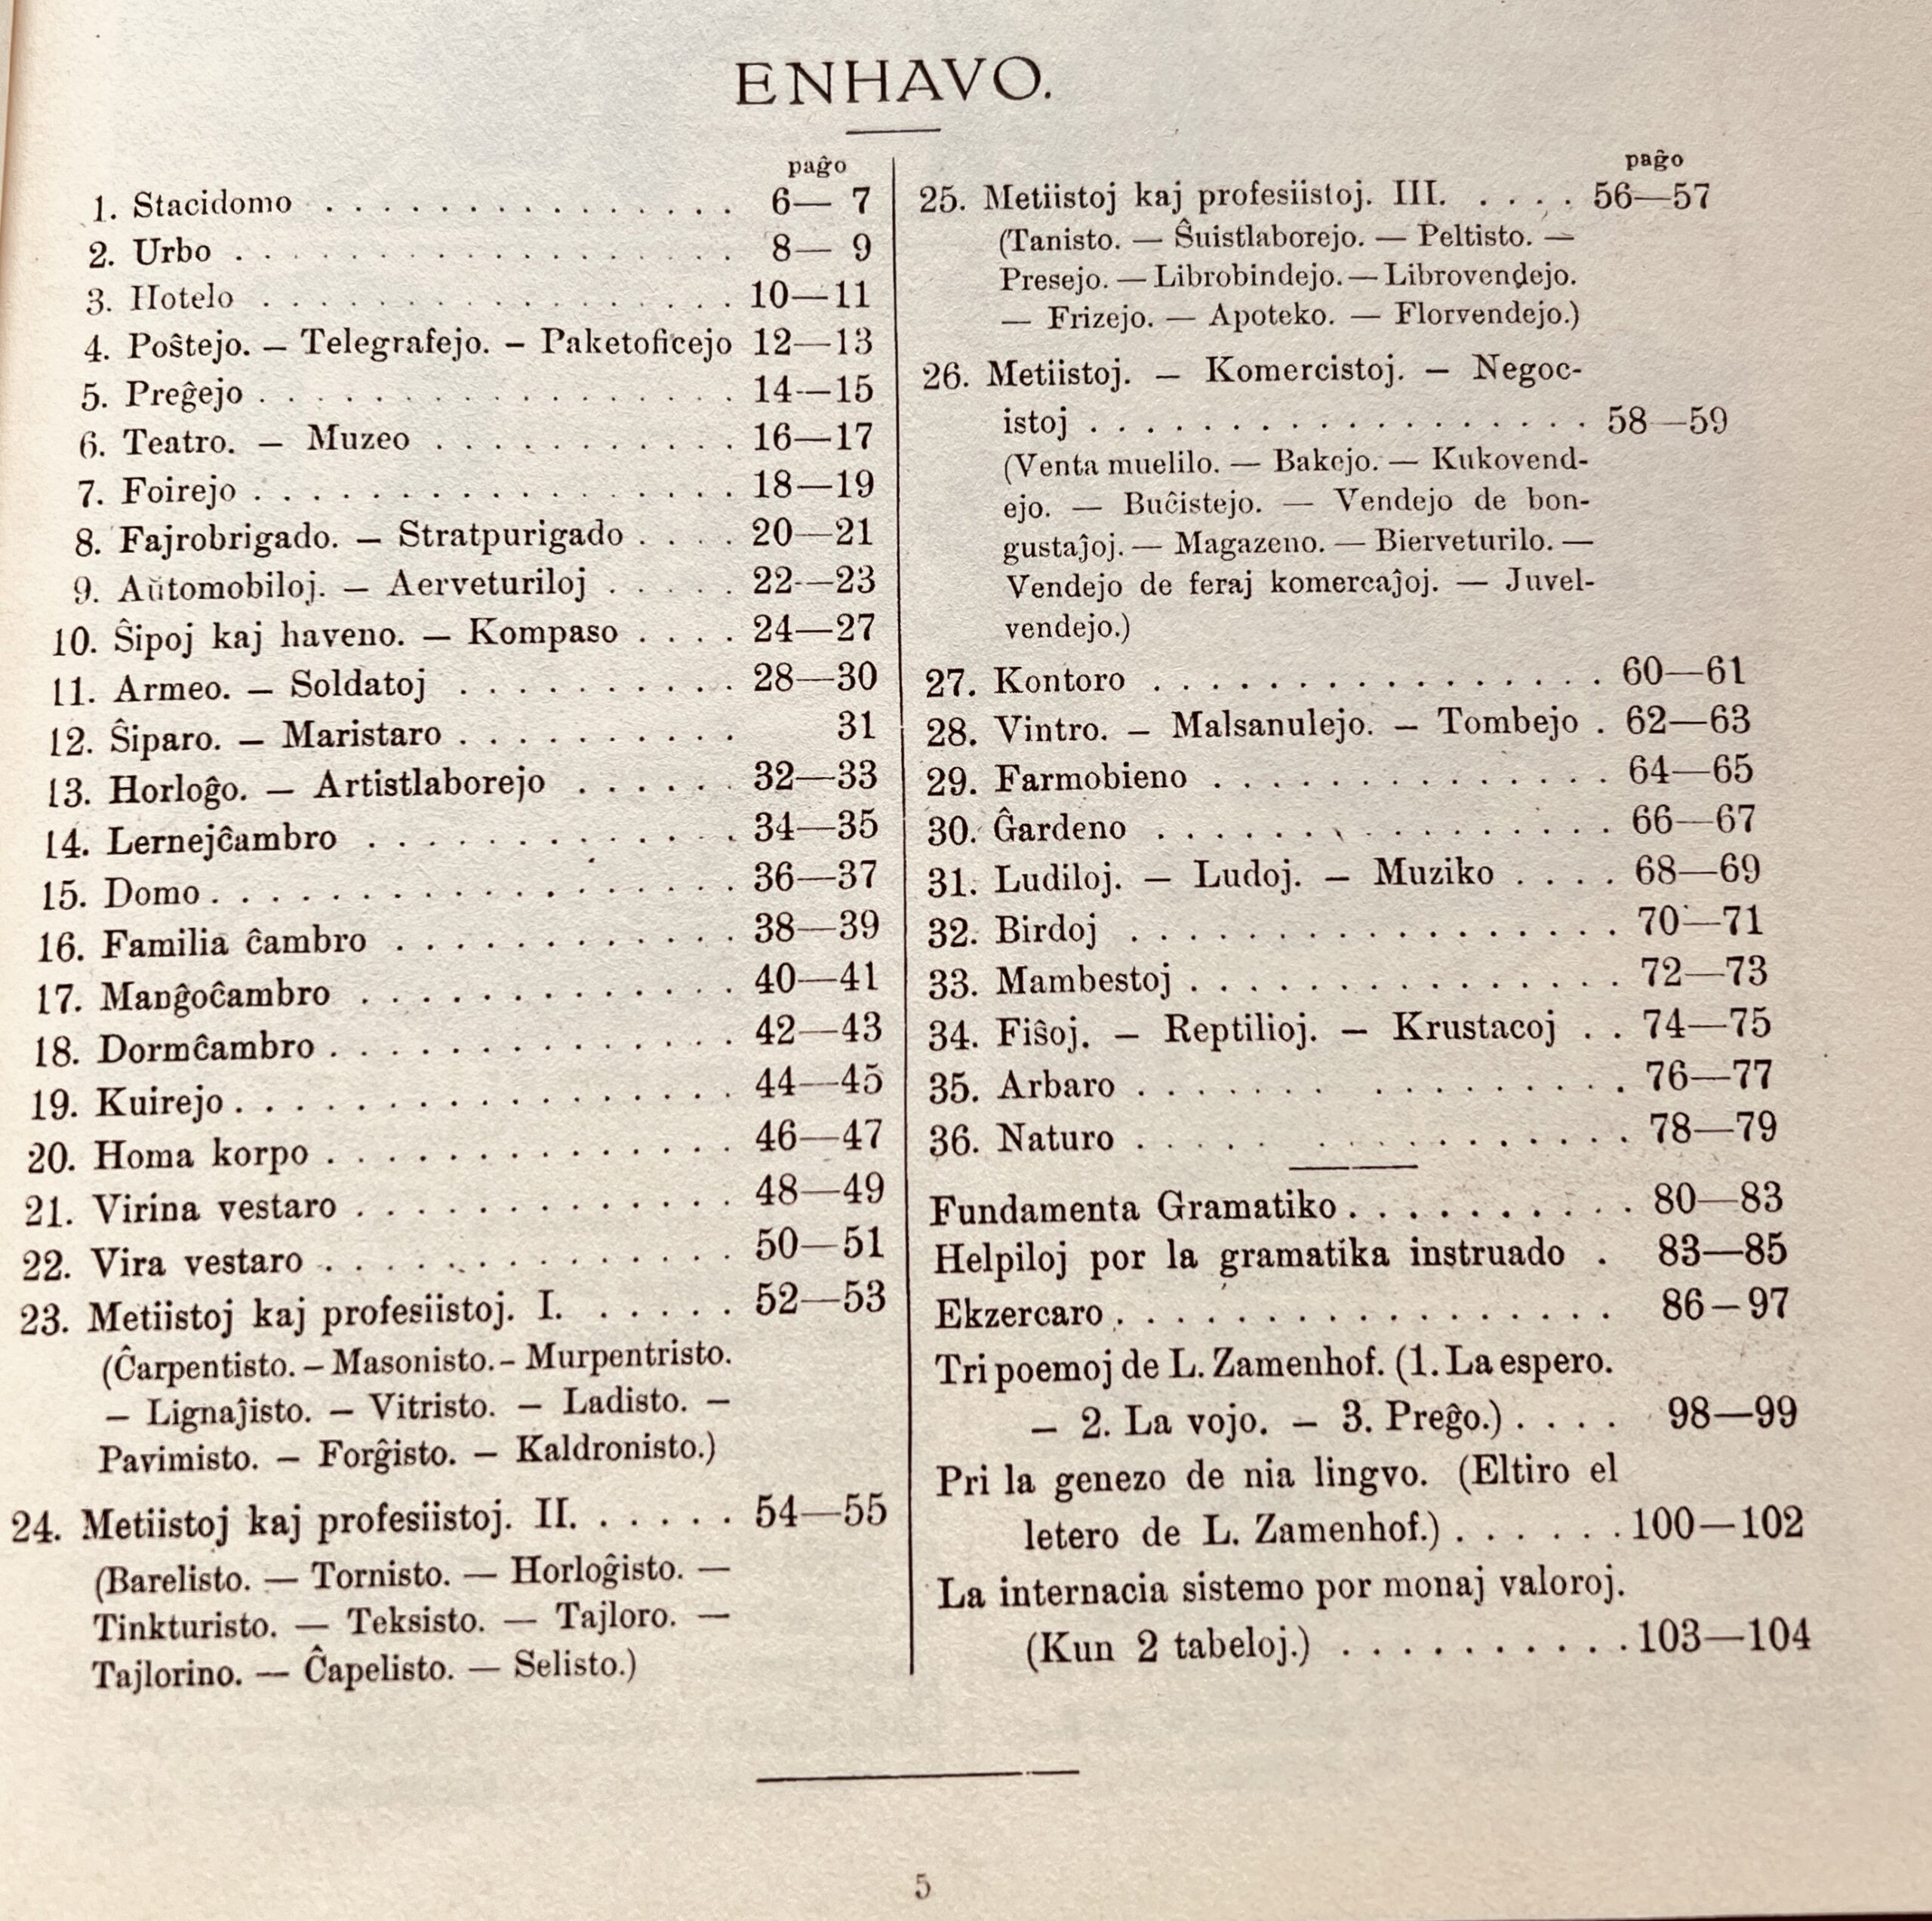 ENHAVO.
paĝo
1. Stacidomo . . . . . . . . . . . . . . . 6— 7
2. Urbo . . . . . . . . . . . . . . . . . . 8— 9
3. Hotelo . . . . . . . . . . . . . . . . . 10—11
4. Poŝtejo. — Telegrafejo. — Paketoficejo 12—13
5. Preĝejo . . . . . . . . . . . . . . . . . 14—15
6. Teatro. — Muzeo . . . . . . . . . . . 16—17
7. Foirejo . . . . . . . . . . . . . . . . . 18—19
8. Fajrobrigado. — Stratpurigado . . . . 20—21
9. Aŭtomobiloj. — Aerveturiloj . . . . . 22—23
10. Ŝipoj kaj haveno. — Kompaso . . . . 24—27
11. Armeo. — Soldatoj . . . . . . . . . . 28—30
12. Ŝiparo. — Maristaro . . . . . . . . . . 31
13. Horloĝo. — Artistlaborejo . . . . . . 32—33
14. Lernejĉambro . . . . . . . . . . . . . 34—35
15. Domo . . . . . . . . . . . . . . . . . . 36—37
16. Familia ĉambro . . . . . . . . . . . . 38—39
17. Manĝoĉambro . . . . . . . . . . . . . 40—41
18. Dormĉambro . . . . . . . . . . . . . . 42—43
19. Kuirejo . . . . . . . . . . . . . . . . . 44—45
20. Homa korpo . . . . . . . . . . . . . . 46—47
21. Virina vestaro . . . . . . . . . . . . . 48—49
22. Vira vestaro . . . . . . . . . . . . . . 50—51
23. Metiistoj kaj profesiistoj. I. . . . . . 52—53
(Ĉarpentisto. — Masonisto. — Murpentristo.
— Lignaĵisto. — Vitristo. — Ladisto. —
Pavimisto. — Forĝisto. — Kaldronisto.)
24. Metiistoj kaj profesiistoj. II. . . . . . 54—55
(Barelisto. — Tornisto. — Horloĝisto. —
Tinkturisto. — Teksisto. — Tajloro. —
Tajlorino. — Ĉapelisto. — Selisto.)
paĝo
25. Metiistoj kaj profesiistoj. III. . . . . 56—57
(Tanisto. — Ŝuistlaborejo. — Peltisto. —
Presejo. — Librobindejo. — Librovendejo.
— Frizejo. — Apoteko. — Florvendejo.)
26. Metiistoj. — Komercistoj. — Negoc-
istoj . . . . . . . . . . . . . . . . . . 58—59
(Venta muelilo. — Bakejo. — Kukovend-
ejo. — Buĉistejo. — Vendejo de bon-
gustaĵoj. — Magazeno. — Bierveturilo. —
Vendejo de feraj komercaĵoj. — Juvel-
vendejo.)
27. Kontoro . . . . . . . . . . . . . . . . 60—61
28. Vintro. — Malsanulejo. — Tombejo . 62—63
29. Farmobieno . . . . . . . . . . . . . . 64—65
30. Ĝardeno . . . . . . . . . . . . . . . . 66—67
31. Ludiloj. — Ludoj. — Muziko . . . . 68—69
32. Birdoj . . . . . . . . . . . . . . . . . 70—71
33. Mambestoj . . . . . . . . . . . . . . . 72—73
34. Fiŝoj. — Reptilioj. — Krustacoj . . 74—75
35. Arbaro . . . . . . . . . . . . . . . . 76—77
36. Naturo . . . . . . . . . . . . . . . . 78—79
Fundamenta Gramatiko . . . . . . . . . . 80—83
Helpiloj por la gramatika instruado . 83—85
Ekzercaro . . . . . . . . . . . . . . . . . 86—97
Tri poemoj de L. Zamenhof. (1. La espero.
— 2. La vojo. — 3. Preĝo.) . . . . 98—99
Pri la genezo de nia lingvo. (Eltiro el
letero de L. Zamenhof.) . . . . . . 100—102
La internacia sistemo por monaj valoroj.
(Kun 2 tabeloj.) . . . . . . . . . . 103—104
5